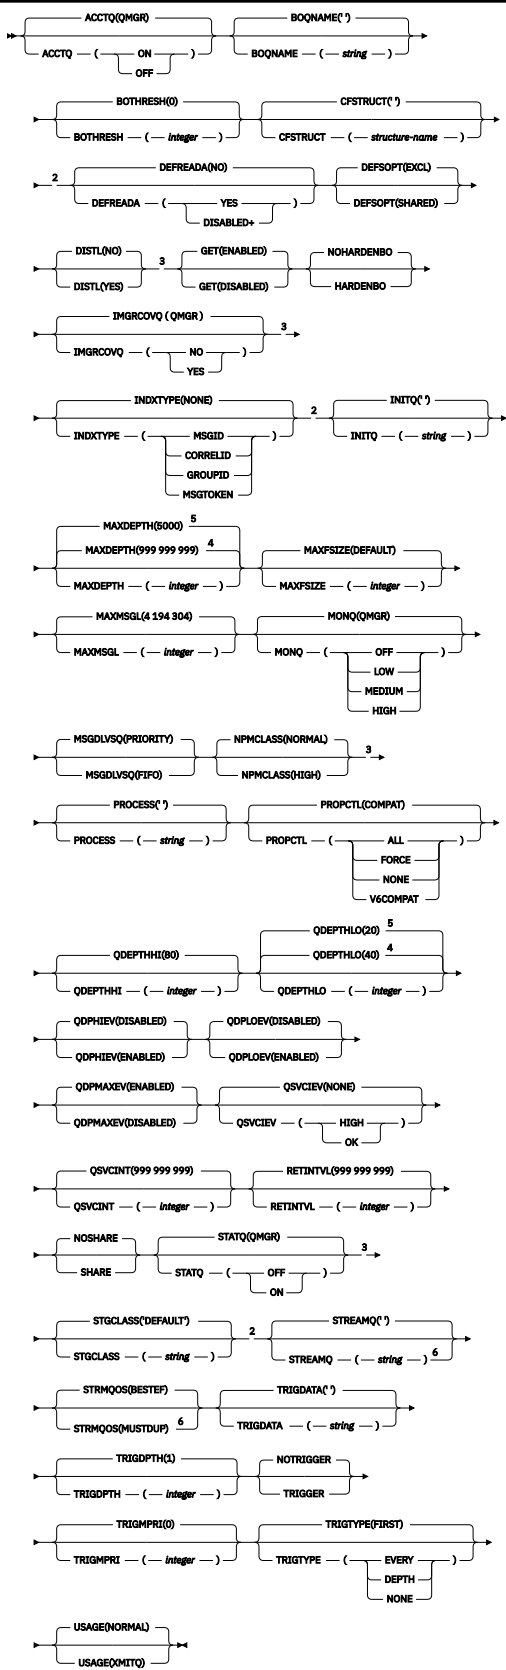 ACCTQ(QMGR) BOQNAME(' ')
ACCTQ ( ON ) BOQNAME ( string )
OFF
BOTHRESH(0) CFSTRUCT(' ')
BOTHRESH ( integer ) CFSTRUCT ( structure-name )
2 DEFREADA(NO) DEFSOPT(EXCL)
DEFREADA ( YES ) DEFSOPT(SHARED)
DISABLED+
DISTL(NO) 3 GET(ENABLED) NOHARDENBO
DISTL(YES) GET(DISABLED) HARDENBO
IMGRCOVQ ( QMGR ) 3
IMGRCOVQ ( NO )
YES
INDXTYPE(NONE) 2 INITQ(' ')
INDXTYPE ( MSGID ) INITQ ( string )
CORRELID
GROUPID
MSGTOKEN
MAXDEPTH(5000) 5
MAXDEPTH(999 999 999) 4 MAXFSIZE(DEFAULT)
MAXDEPTH ( integer ) MAXFSIZE ( integer )
MAXMSGL(4 194 304) MONQ(QMGR)
MAXMSGL ( integer ) MONQ ( OFF )
LOW
MEDIUM
HIGH
MSGDLVSQ(PRIORITY) NPMCLASS(NORMAL) 3
MSGDLVSQ(FIFO) NPMCLASS(HIGH)
PROCESS(' ') PROPCTL(COMPAT)
PROCESS ( string ) PROPCTL ( ALL )
FORCE
NONE
V6COMPAT
QDEPTHLO(20) 5
QDEPTHHI(80) QDEPTHLO(40) 4
QDEPTHHI ( integer ) QDEPTHLO ( integer )
QDPHIEV(DISABLED) QDPLOEV(DISABLED)
QDPHIEV(ENABLED) QDPLOEV(ENABLED)
QDPMAXEV(ENABLED) QSVCIEV(NONE)
QDPMAXEV(DISABLED) QSVCIEV ( HIGH )
OK
QSVCINT(999 999 999) RETINTVL(999 999 999)
QSVCINT ( integer ) RETINTVL ( integer )
NOSHARE STATQ(QMGR) 3
SHARE STATQ ( OFF )
ON
STGCLASS('DEFAULT') 2 STREAMQ(' ')
STGCLASS ( string ) STREAMQ ( string ) 6
STRMQOS(BESTEF) TRIGDATA(' ')
STRMQOS(MUSTDUP) 6 TRIGDATA ( string )
TRIGDPTH(1) NOTRIGGER
TRIGDPTH ( integer ) TRIGGER
TRIGMPRI(0) TRIGTYPE(FIRST)
TRIGMPRI ( integer ) TRIGTYPE ( EVERY )
DEPTH
NONE
USAGE(NORMAL)
USAGE(XMITQ)